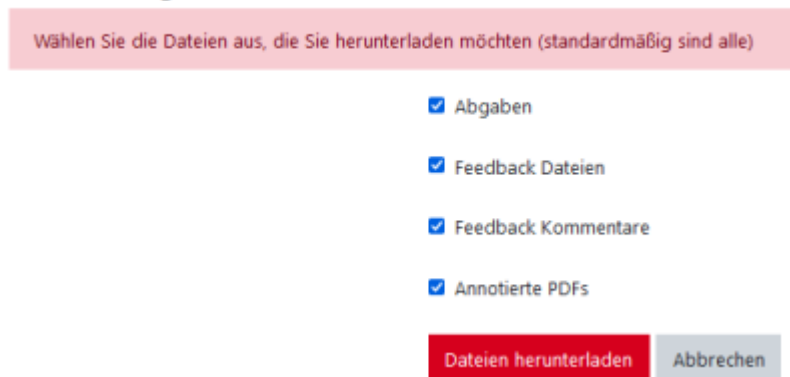 Wählen Sie die Dateien aus, die Sie herunterladen möchten (standardmäßig sind alle)
Abgaben
Feedback Dateien
Feedback Kommentare
Annotierte PDFs
Dateien herunterladen Abbrechen